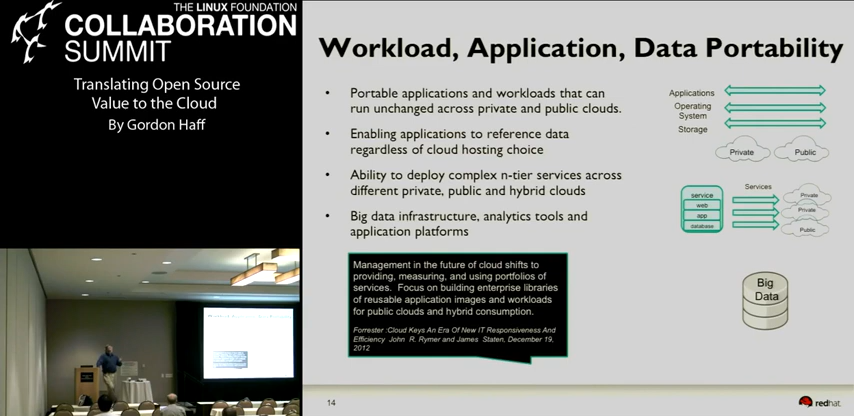 THE LINUX FOUNDATION
COLLABORATION
SUMMIT
Translating Open Source
Value to the Cloud
By Gordon Haff
Workload, Application, Data Portability
• Portable applications and workloads that can
run unchanged across private and public clouds.
• Enabling applications to reference data
regardless of cloud hosting choice
• Ability to deploy complex n-tier services across
different private, public and hybrid clouds
• Big data infrastructure, analytics tools and
application platforms
Management in the future of cloud shifts to
providing, measuring, and using portfolios of
services. Focus on building enterprise libraries
of reusable application images and workloads
for public clouds and hybrid consumption.
Forrester :Cloud Keys An Era Of New IT Responsiveness And
Efficiency John R. Rymer and James Staten, December 19,
2012
Applications
Operating
System
Storage
Private
Public
Services
service
web
app
database
Private
Private
Public
Big
Data
14
redhat.